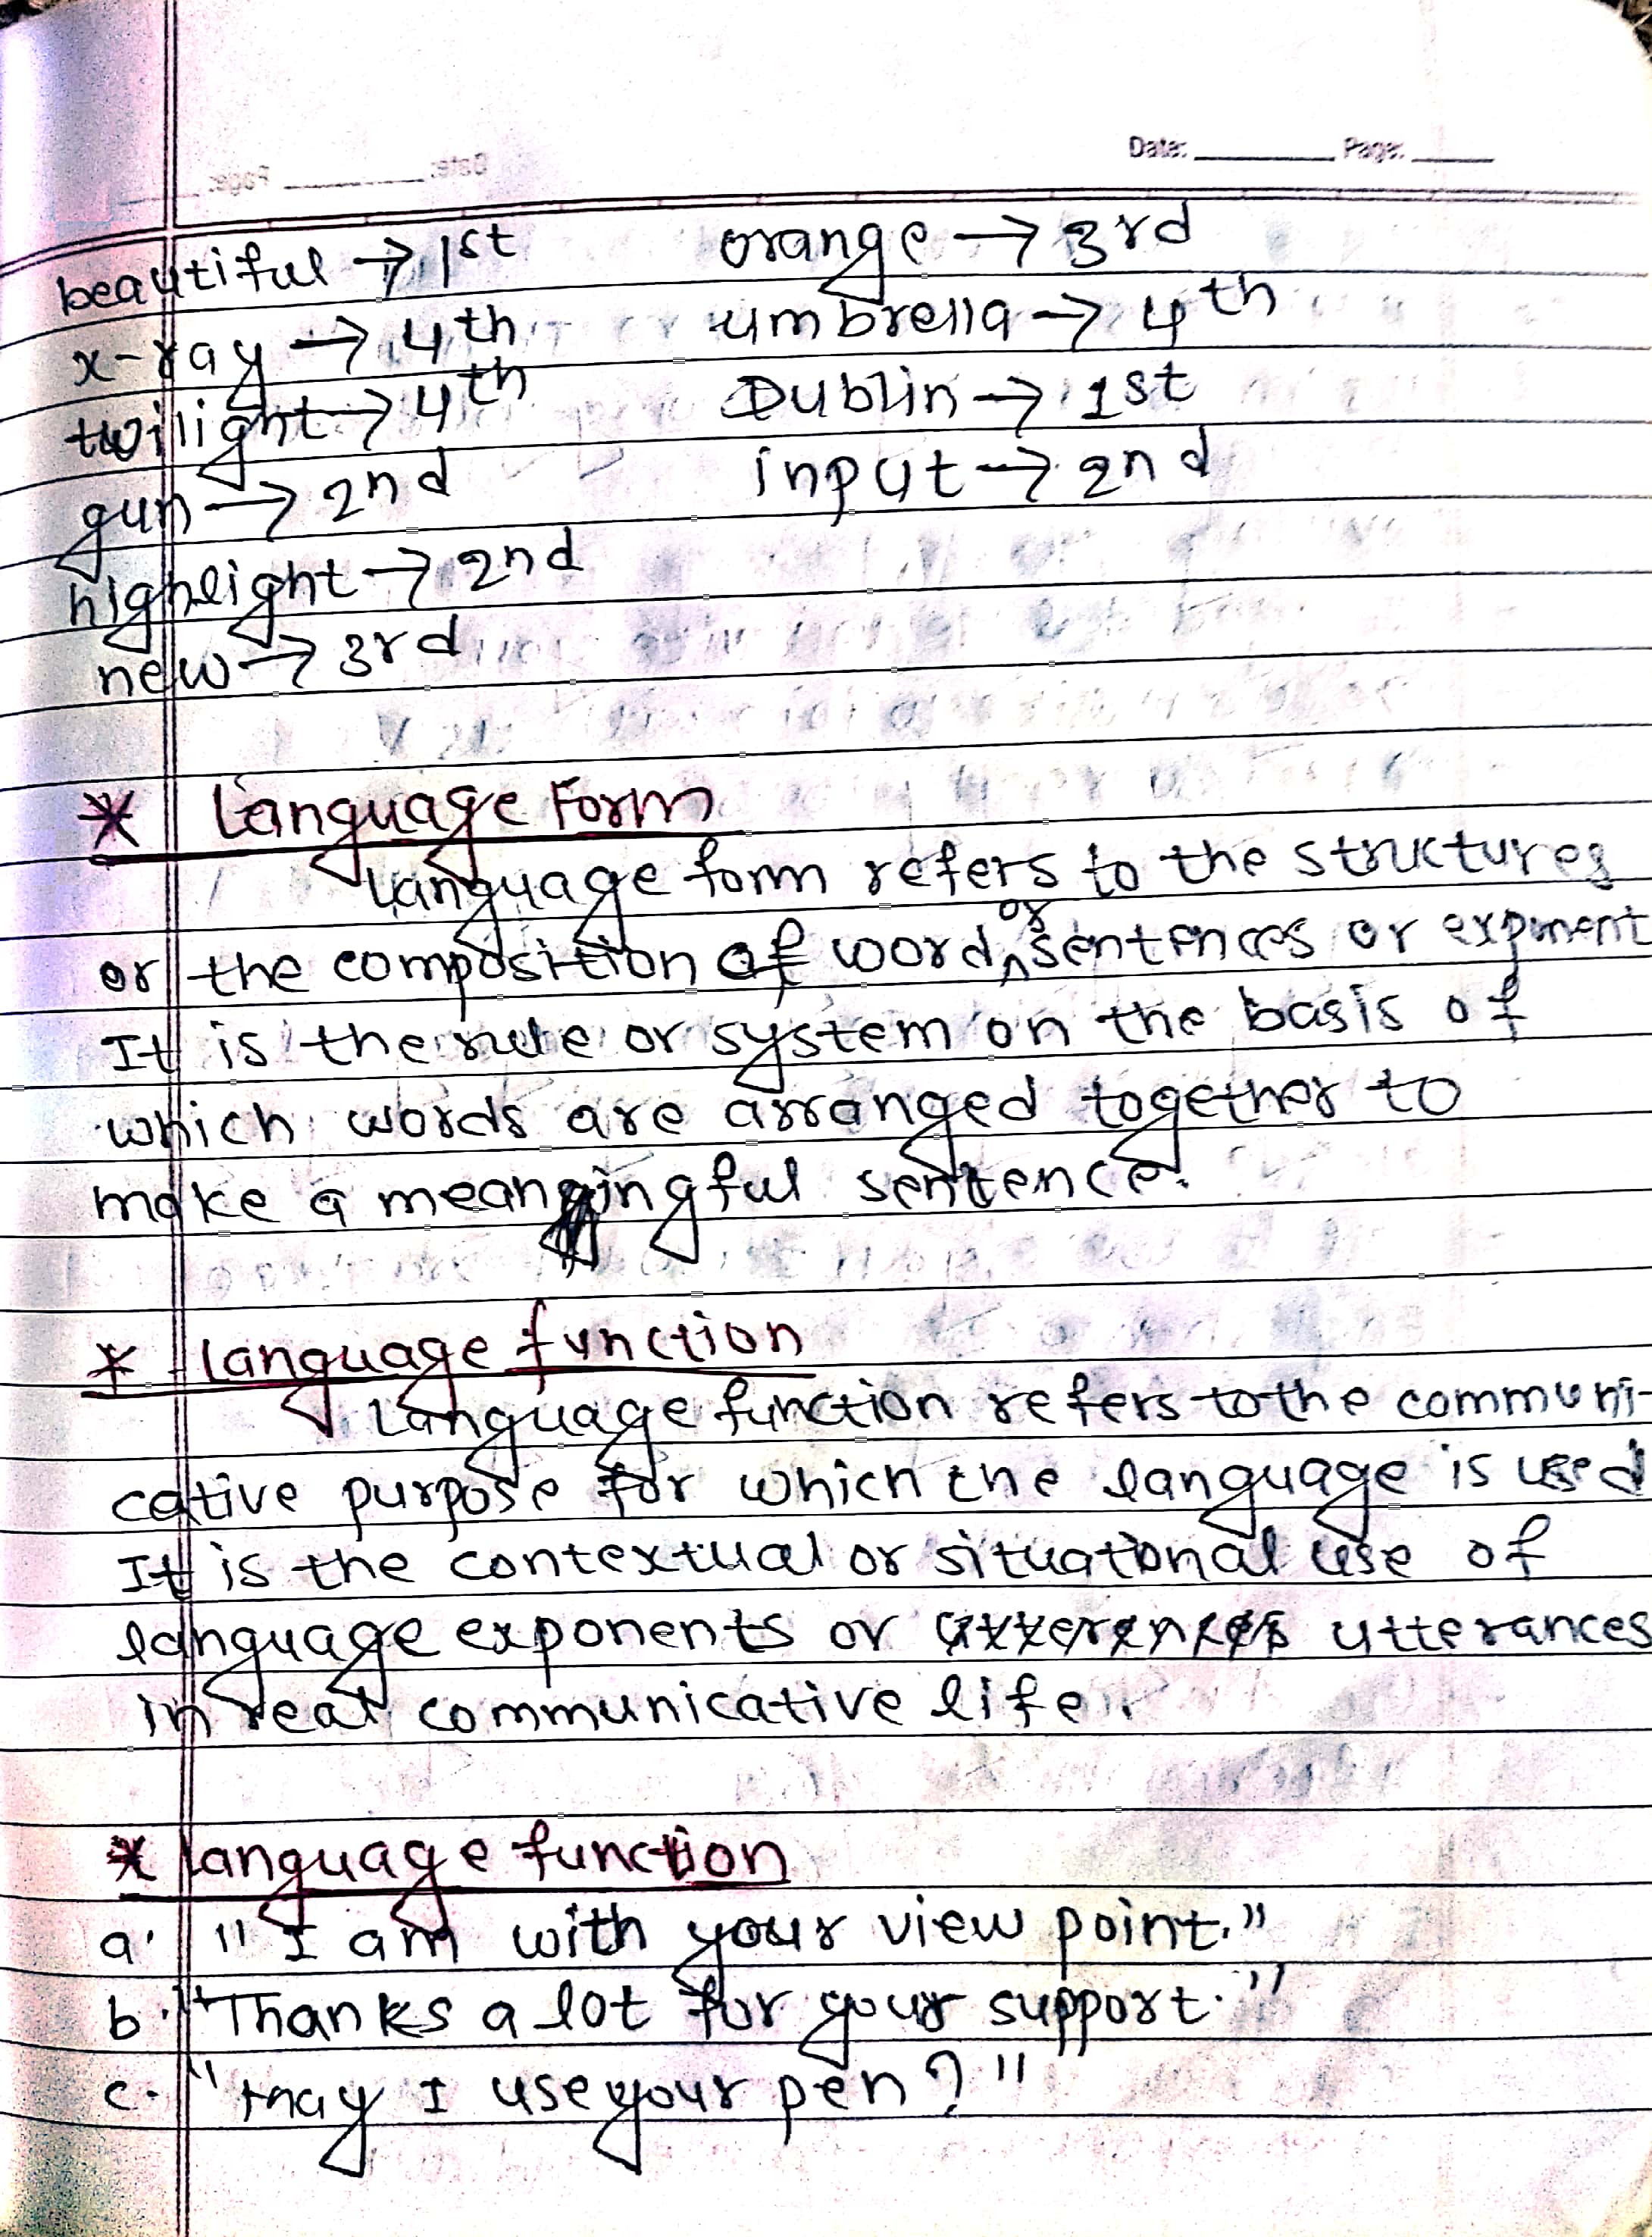 Date: Page:
beautiful → 1st orange → 3rd
x-ray → 4th umbrella → 4th
twilight → 4th Dublin → 1st
gun → 2nd input → 2nd
highlight → 2nd
new → 3rd
* Language Form
Language form refers to the structures
or the composition of word, or sentences or exponent
It is the rule or system on the basis of
which words are arranged together to
make a meaningful sentence.
* Language function
Language function refers to the communi-
cative purpose for which the language is used
It is the contextual or situational use of
language exponents or utterances
in real communicative life.
* Language function
a. "I am with your view point."
b. "Thanks a lot for your support."
c. "May I use your pen?"